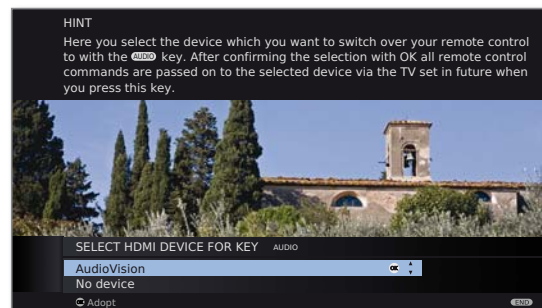 HINT
Here you select the device which you want to switch over your remote control
to with the AUDIO key. After confirming the selection with OK all remote control
commands are passed on to the selected device via the TV set in future when
you press this key.
SELECT HDMI DEVICE FOR KEY AUDIO
AudioVision OK
No device
OK Adopt END